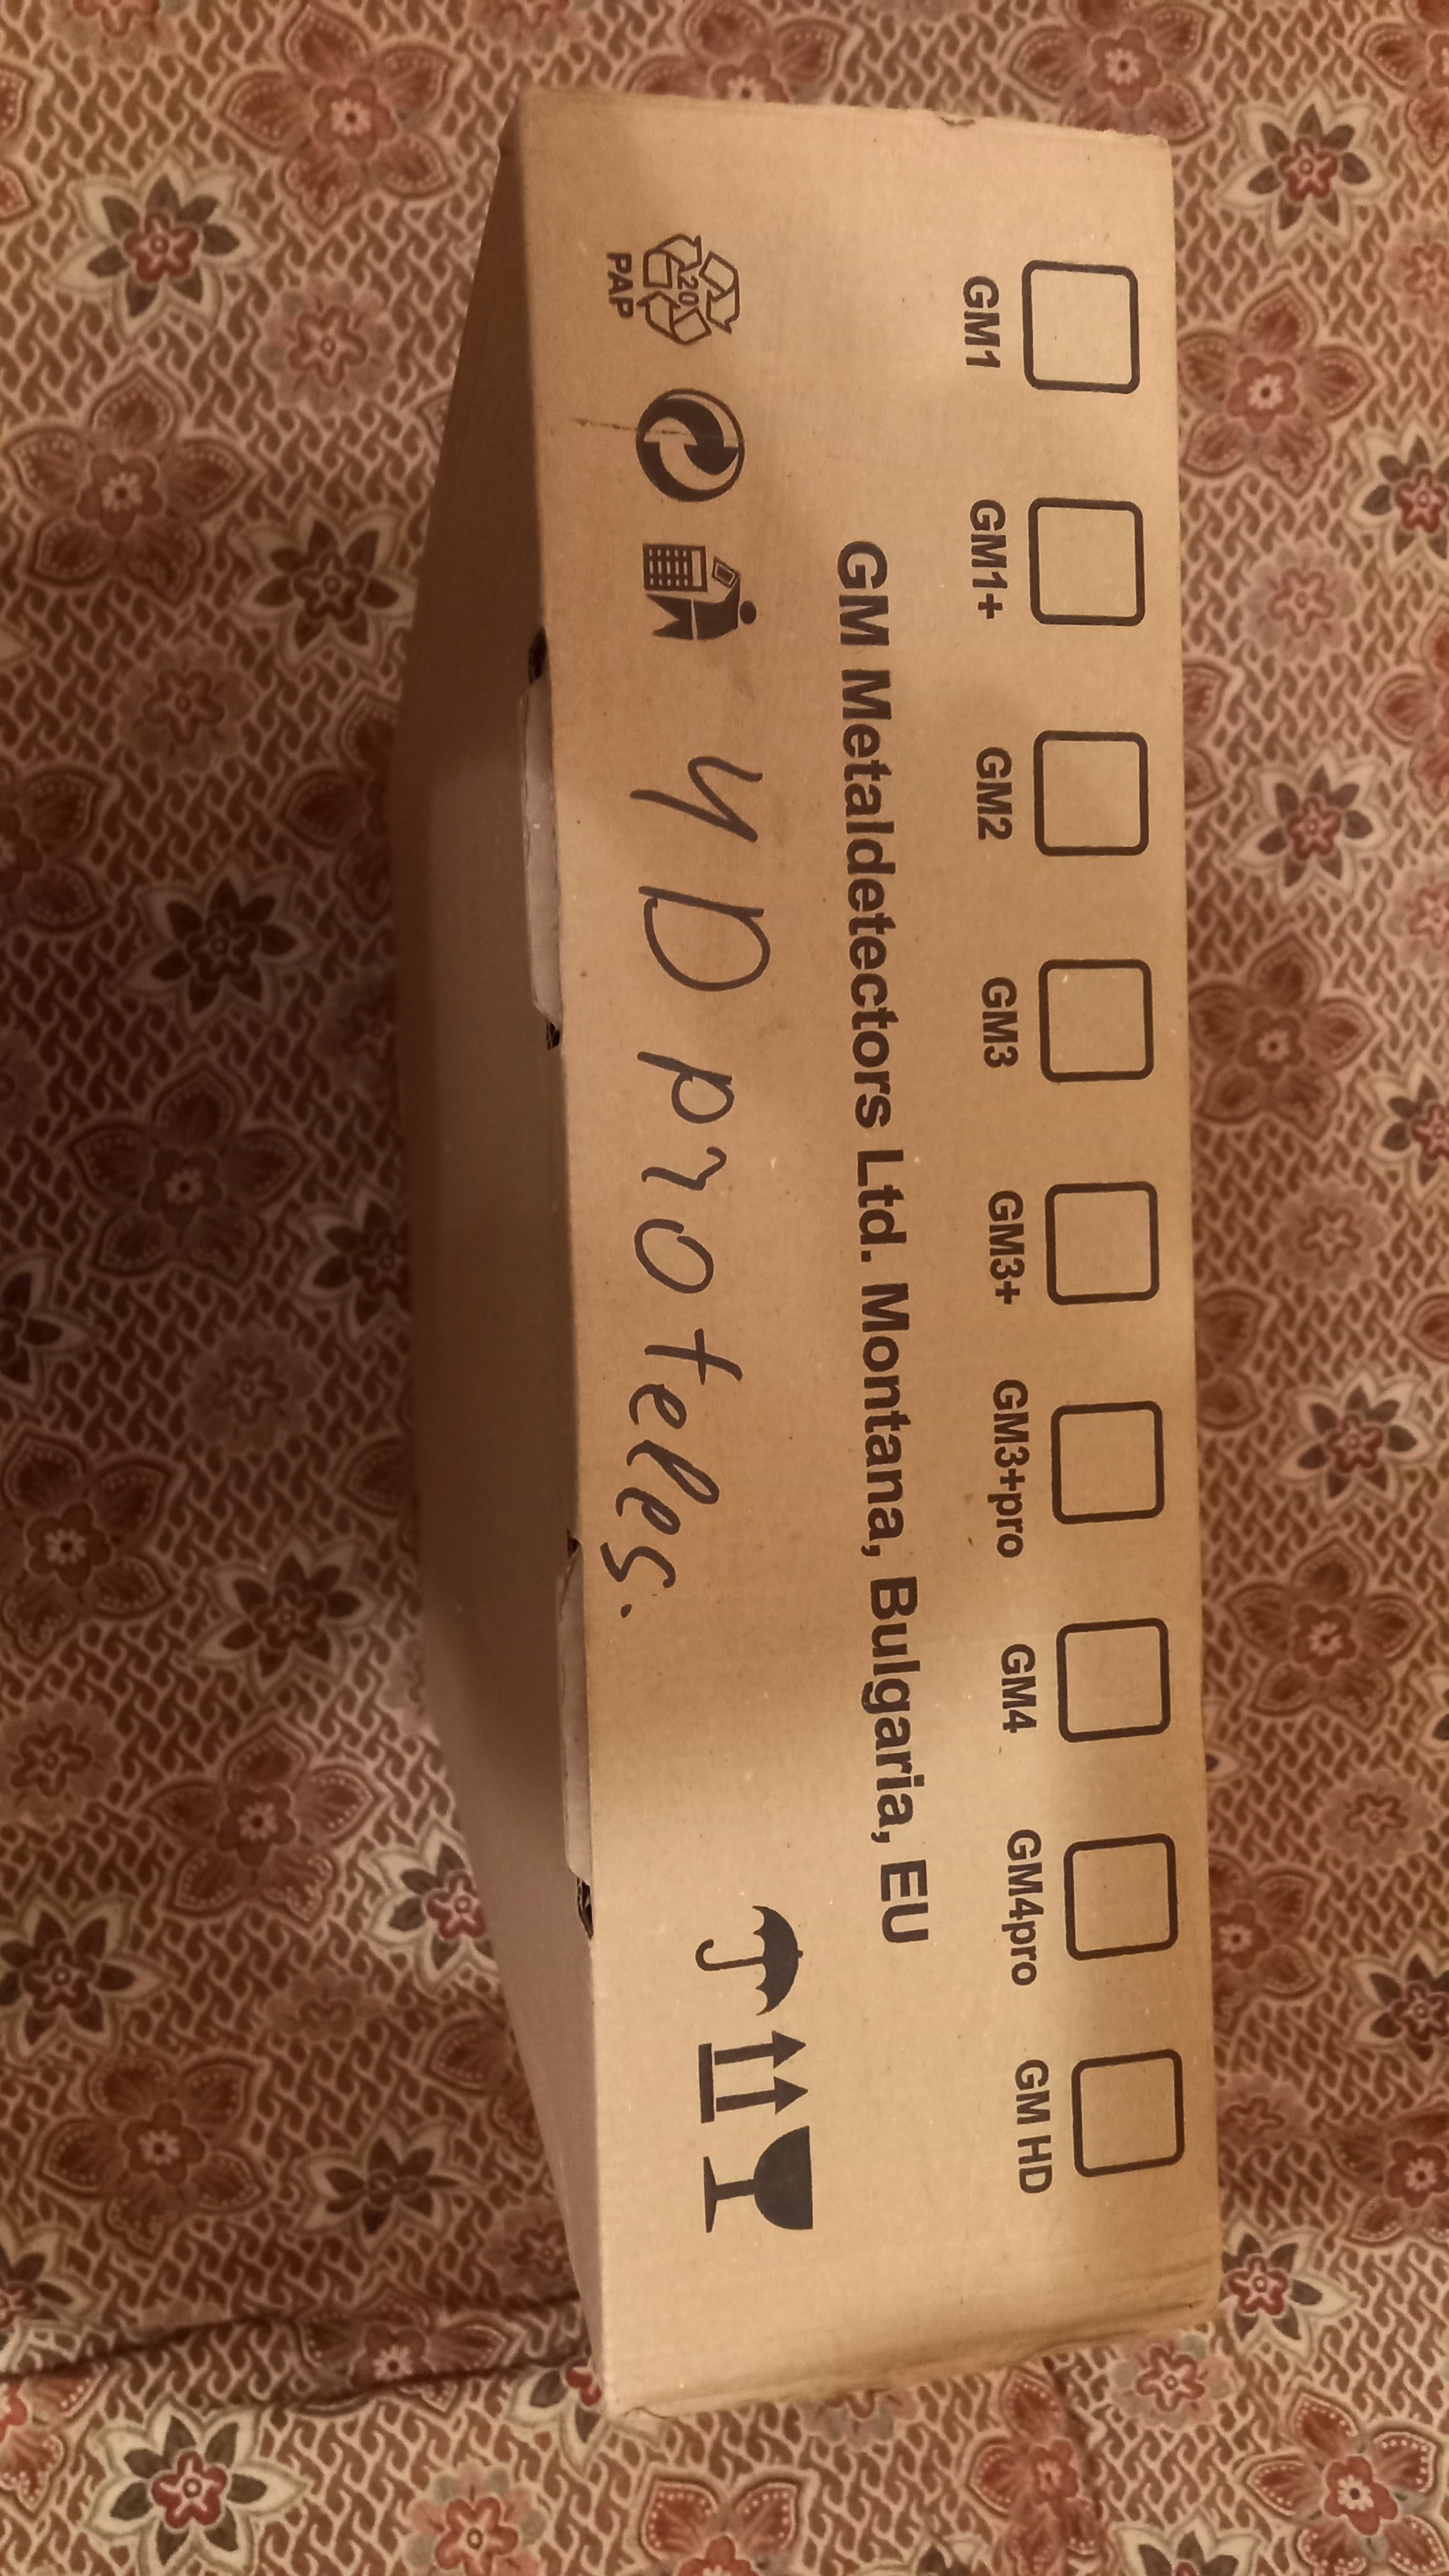 GM1 GM1+ GM2 GM3 GM3+ GM3+pro GM4 GM4pro GM HD
GM Metaldetectors Ltd. Montana, Bulgaria, EU
20
PAP
4D pro teles.